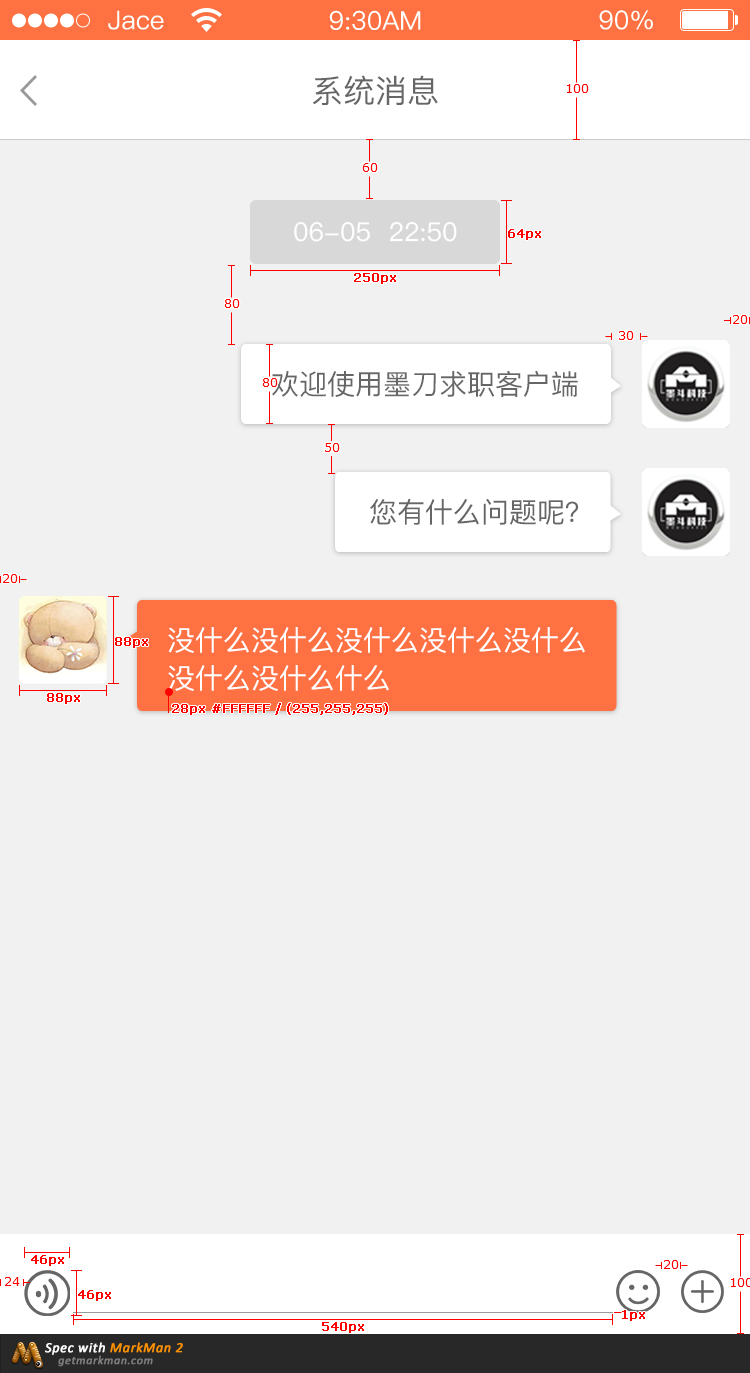 Jace 9:30AM 90%
系统消息
100
60
06-05 22:50
64px
250px
80
20
30
80
欢迎使用墨刀求职客户端
墨斗科技
50
您有什么问题呢?
墨斗科技
20
88px
88px
没什么没什么没什么没什么没什么
没什么没什么什么
28px #FFFFFF / (255,255,255)
46px
24
46px
20
100
1px
540px
Spec with MarkMan 2
getmarkman.com